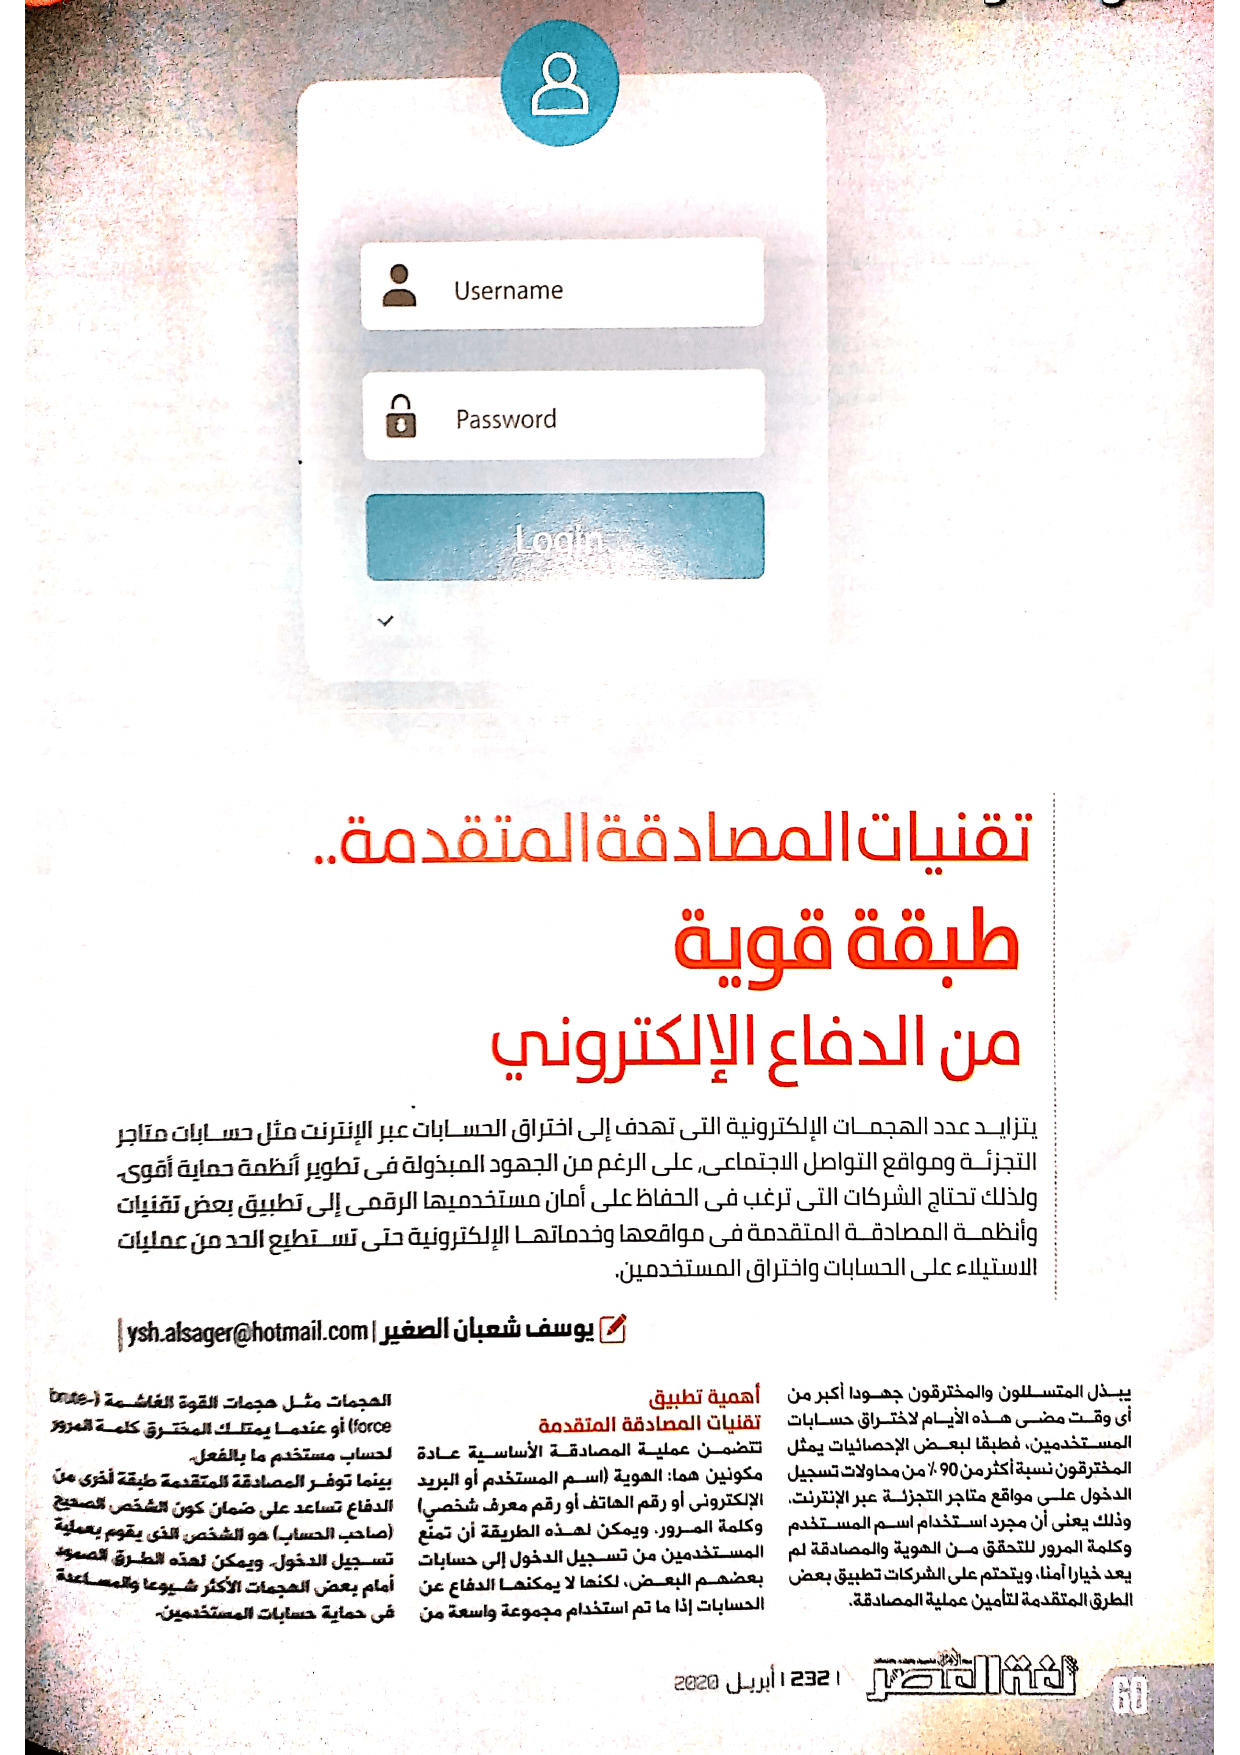 Username
Password
Login
تقنيات المصادقة المتقدمة..
طبقة قوية
من الدفاع الإلكتروني
يتزايد عدد الهجمات الإلكترونية التى تهدف إلى اختراق الحسابات عبر الإنترنت مثل حسابات متاجر
التجزئة ومواقع التواصل الاجتماعى، على الرغم من الجهود المبذولة فى تطوير أنظمة حماية أقوى.
ولذلك تحتاج الشركات التى ترغب فى الحفاظ على أمان مستخدميها الرقمى إلى تطبيق بعض تقنيات
وأنظمة المصادقة المتقدمة فى مواقعها وخدماتها الإلكترونية حتى تستطيع الحد من عمليات
الاستيلاء على الحسابات واختراق المستخدمين.
يوسف شعبان الصغير | ysh.alsager@hotmail.com |
يبذل المتسللون والمخترقون جهودا أكبر من
أى وقت مضى هذه الأيام لاختراق حسابات
المستخدمين، فطبقا لبعض الإحصائيات يمثل
المخترقون نسبة أكثر من 90٪ من محاولات تسجيل
الدخول على مواقع متاجر التجزئة عبر الإنترنت.
وذلك يعنى أن مجرد استخدام اسم المستخدم
وكلمة المرور للتحقق من الهوية والمصادقة لم
يعد خيارا آمنا، ويتحتم على الشركات تطبيق بعض
الطرق المتقدمة لتأمين عملية المصادقة.
أهمية تطبيق
تقنيات المصادقة المتقدمة
تتضمن عملية المصادقة الأساسية عادة
مكونين هما: الهوية (اسم المستخدم أو البريد
الإلكترونى أو رقم الهاتف أو رقم معرف شخصي)
وكلمة المرور. ويمكن لهذه الطريقة أن تمنع
المستخدمين من تسجيل الدخول إلى حسابات
بعضهم البعض، لكنها لا يمكنها الدفاع عن
الحسابات إذا ما تم استخدام مجموعة واسعة من
الهجمات مثل هجمات القوة الغاشمة (brute-
force) أو عندما يمتلك المخترق كلمة المرور
لحساب مستخدم ما بالفعل.
بينما توفر المصادقة المتقدمة طبقة أخرى من
الدفاع تساعد على ضمان كون الشخص الصحيح
(صاحب الحساب) هو الشخص الذى يقوم بعملية
تسجيل الدخول. ويمكن لهذه الطرق الصمود
أمام بعض الهجمات الأكثر شيوعا والمساعدة
فى حماية حسابات المستخدمين.
60
لغة العصر
| 232 | أبريل 2020